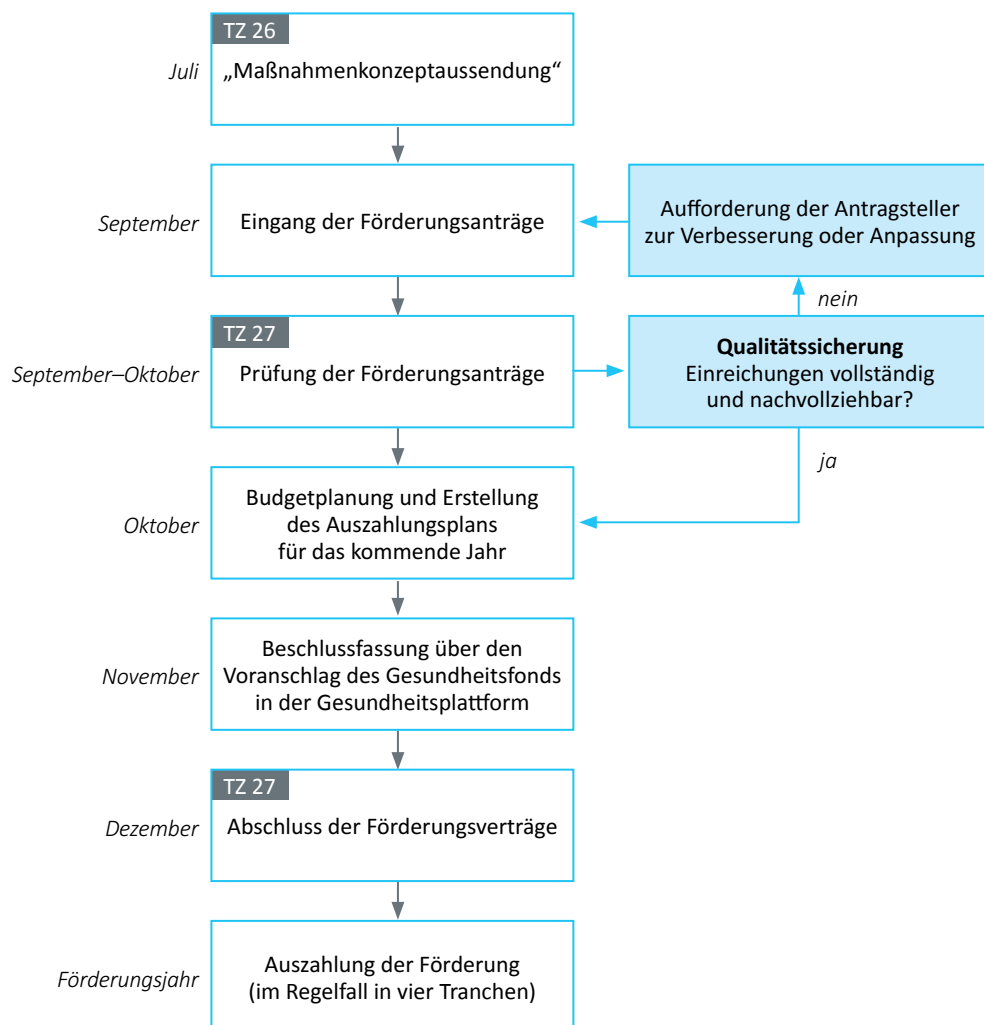 TZ 26
Juli
„Maßnahmenkonzeptaussendung“
September
Eingang der Förderungsanträge
Aufforderung der Antragsteller
zur Verbesserung oder Anpassung
nein
TZ 27
September–Oktober
Prüfung der Förderungsanträge
Qualitätssicherung
Einreichungen vollständig
und nachvollziehbar?
ja
Oktober
Budgetplanung und Erstellung
des Auszahlungsplans
für das kommende Jahr
November
Beschlussfassung über den
Voranschlag des Gesundheitsfonds
in der Gesundheitsplattform
TZ 27
Dezember
Abschluss der Förderungsverträge
Förderungsjahr
Auszahlung der Förderung
(im Regelfall in vier Tranchen)